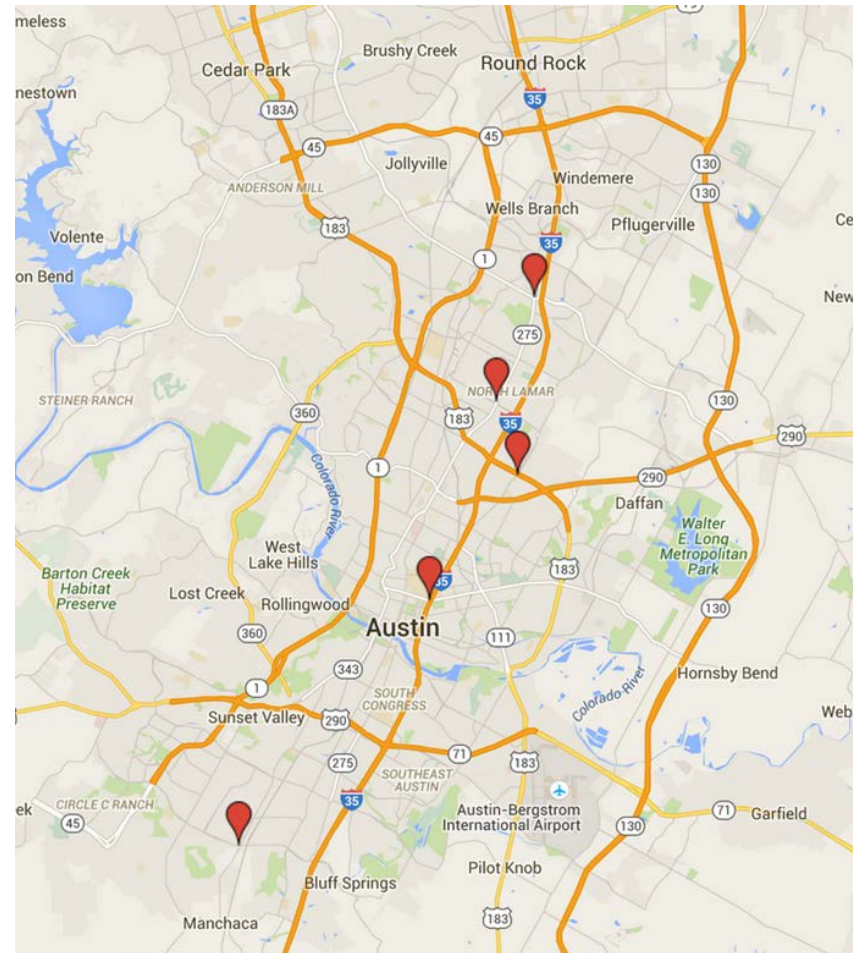 meless
Brushy Creek
Round Rock
Cedar Park
nestown
35
183A
45
45
Jollyville
130
130
Windemere
ANDERSON MILL
Wells Branch
183
Pflugerville
Ce
Volente
35
1
on Bend
New
275
STEINER RANCH
NORTH LAMAR
130
360
183
35
290
Colorado River
1
290
Daffan
West
Lake Hills
Walter
E. Long
Metropolitan
Park
Barton Creek
Habitat
Preserve
35
183
Lost Creek
Rollingwood
130
Austin
360
111
343
Hornsby Bend
1
SOUTH
CONGRESS
Colorado River
Sunset Valley
290
Web
275
71
183
SOUTHEAST
AUSTIN
CIRCLE C RANCH
35
Austin-Bergstrom
International Airport
ek
45
130
71
Garfield
Pilot Knob
Bluff Springs
Manchaca
183